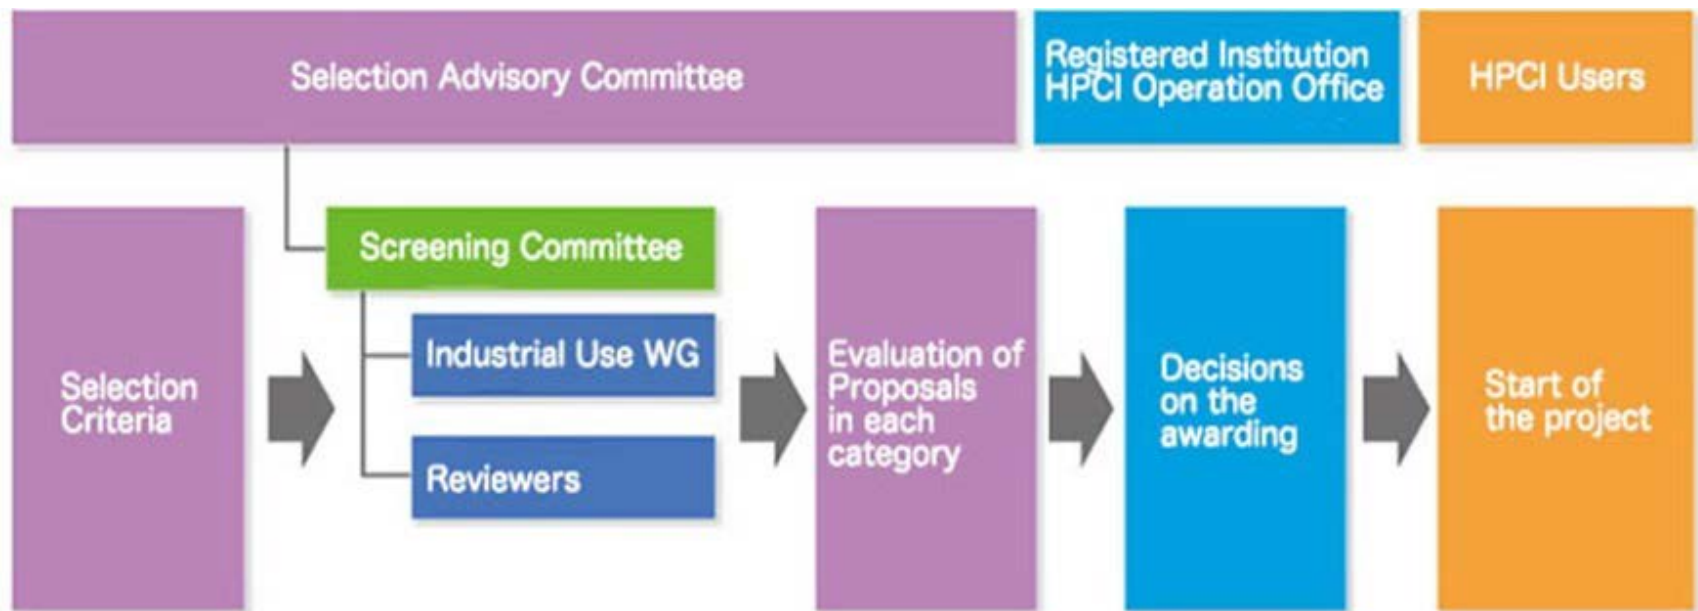 Selection Advisory Committee
Registered Institution
HPCI Operation Office
HPCI Users
Selection
Criteria
Screening Committee
Industrial Use WG
Reviewers
Evaluation of
Proposals
in each
category
Decisions
on the
awarding
Start of
the project